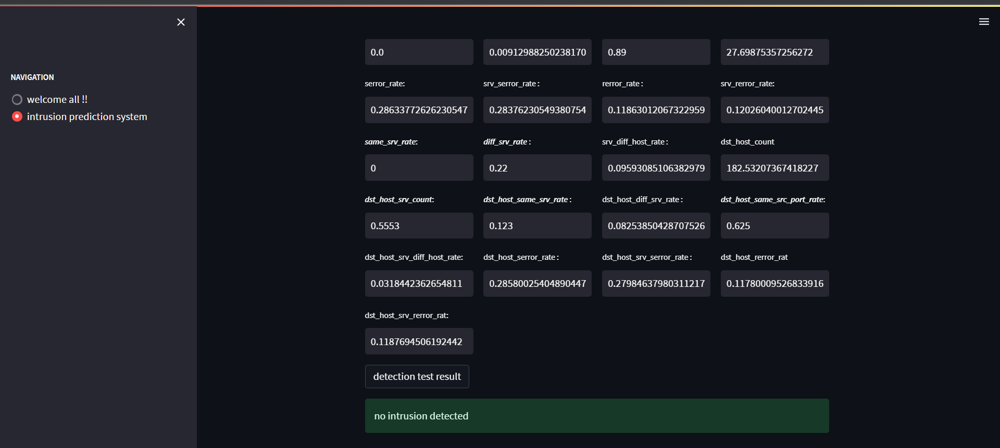 NAVIGATION
welcome all !!
intrusion prediction system
0.0 0.00912988250238170 0.89 27.69875357256272
serror_rate: srv_serror_rate : rerror_rate : srv_rerror_rate:
0.28633772626230547 0.28376230549380754 0.11863012067322959 0.12026040012702445
same_srv_rate: diff_srv_rate : srv_diff_host_rate : dst_host_count
0 0.22 0.09593085106382979 182.53207367418227
dst_host_srv_count: dst_host_same_srv_rate : dst_host_diff_srv_rate : dst_host_same_src_port_rate:
0.5553 0.123 0.08253850428707526 0.625
dst_host_srv_diff_host_rate: dst_host_serror_rate : dst_host_srv_serror_rate : dst_host_rerror_rat
0.0318442362654811 0.28580025404890447 0.27984637980311217 0.11780009526833916
dst_host_srv_rerror_rat:
0.1187694506192442
detection test result
no intrusion detected